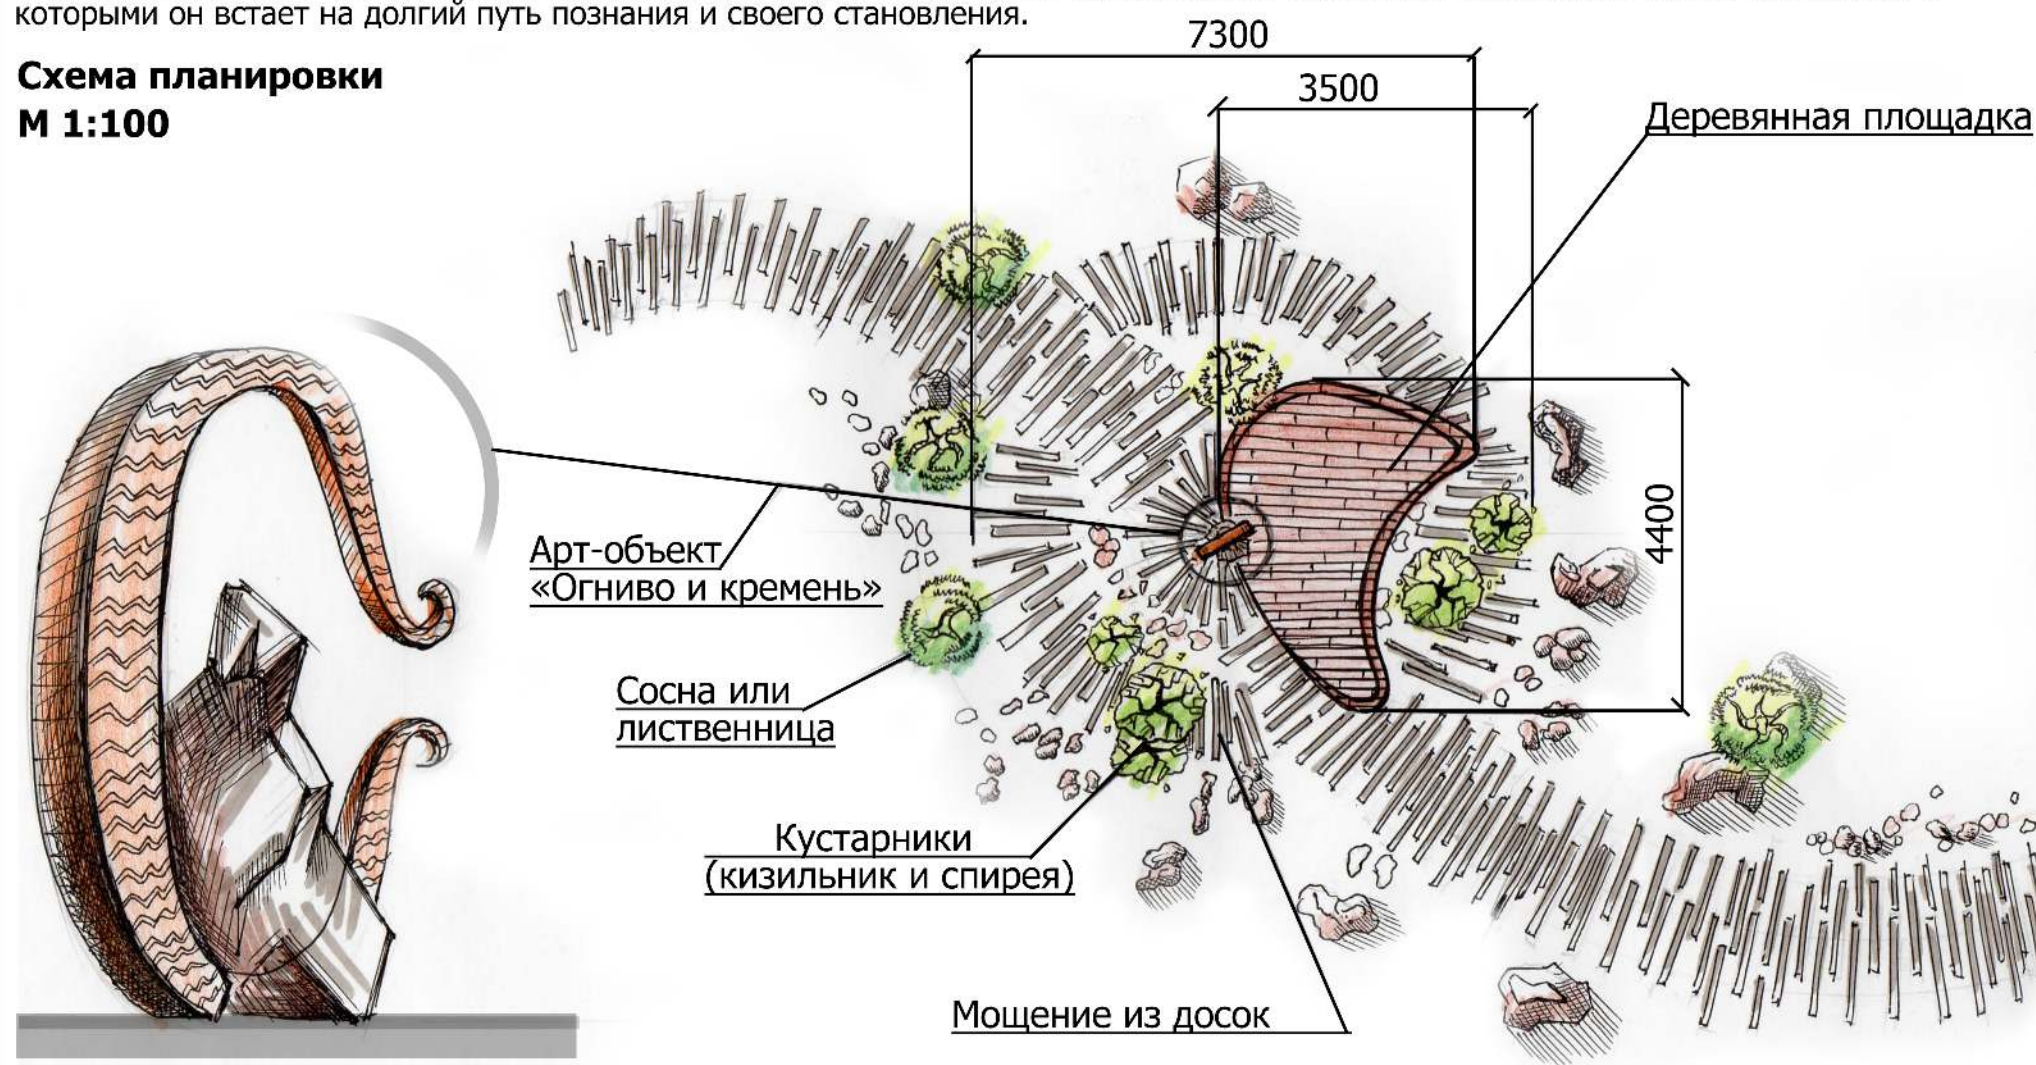 которыми он встает на долгий путь познания и своего становления.
Схема планировки
М 1:100
7300
3500
Деревянная площадка
4400
Арт-объект
«Огниво и кремень»
Сосна или
лиственница
Кустарники
(кизильник и спирея)
Мощение из досок